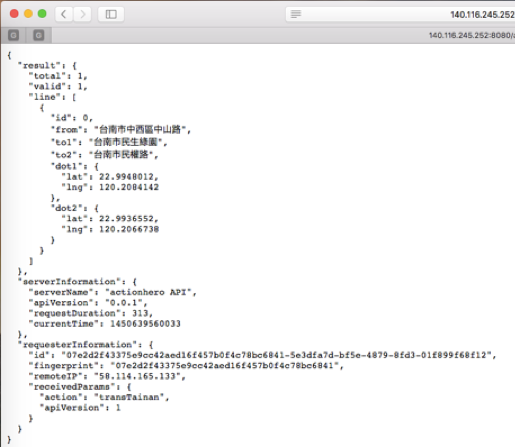 140.116.245.252
140.116.245.252:8080/a
{
"result": {
"total": 1,
"valid": 1,
"line": [
{
"id": 0,
"from": "台南市中西區中山路",
"to1": "台南市民生綠園",
"to2": "台南市民權路",
"dot1": {
"lat": 22.9948012,
"lng": 120.2084142
},
"dot2": {
"lat": 22.9936552,
"lng": 120.2066738
}
}
]
},
"serverInformation": {
"serverName": "actionhero API",
"apiVersion": "0.0.1",
"requestDuration": 313,
"currentTime": 1450639560033
},
"requesterInformation": {
"id": "07e2d2f43375e9cc42aed16f457b0f4c78bc6841-5e3dfa7d-bf5e-4879-8fd3-01f899f68f12",
"fingerprint": "07e2d2f43375e9cc42aed16f457b0f4c78bc6841",
"remoteIP": "58.114.165.133",
"receivedParams": {
"action": "transTainan",
"apiVersion": 1
}
}
}